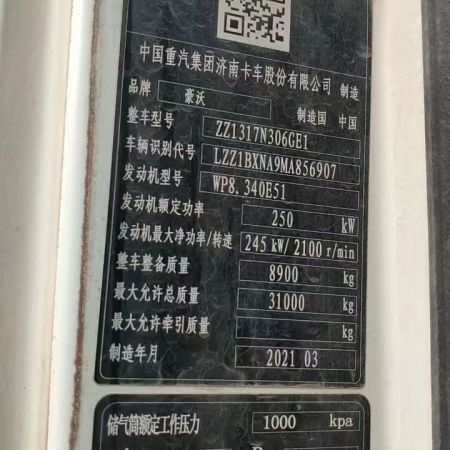 中国重汽集团济南卡车股份有限公司 制造
品牌 豪沃 制造国 中国
整车型号 ZZ1317N306GE1
车辆识别代号 LZZ1BXNA9MA856907
发动机型号 WP8.340E51
发动机额定功率 250 kW
发动机最大净功率/转速 245 kW/ 2100 r/min
整车整备质量 8900 kg
最大允许总质量 31000 kg
最大允许牵引质量 kg
制造年月 2021 03
储气筒额定工作压力 1000 kpa